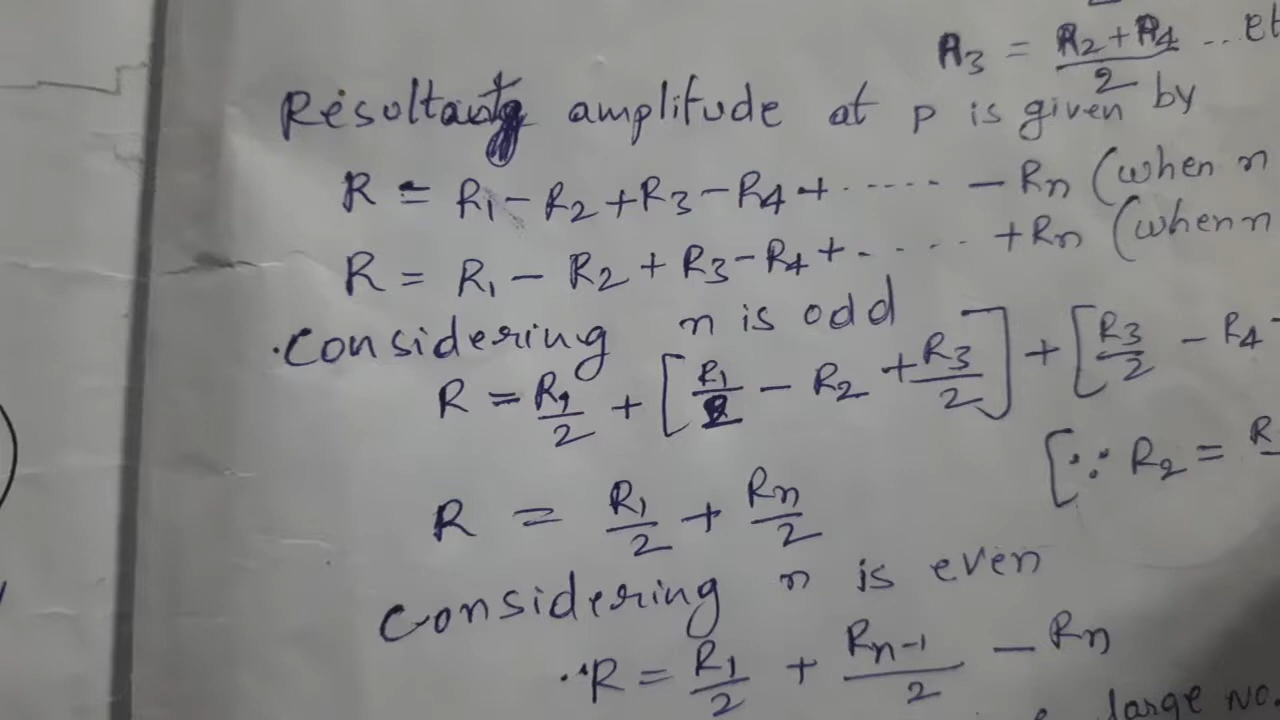 R3 = R2+R4/2 ... et
Resultant amplitude at p is given by
R = R1 - R2 + R3 - R4 + ...... - Rn (when n
R = R1 - R2 + R3 - R4 + ..... + Rn (when n
. Considering n is odd
R = R1/2 + [R1/2 - R2 + R3/2] + [R3/2 - R4
[∵ R2 = R
R = R1/2 + Rn/2
Considering n is even
∴ R = R1/2 + Rn-1/2 - Rn
large no.